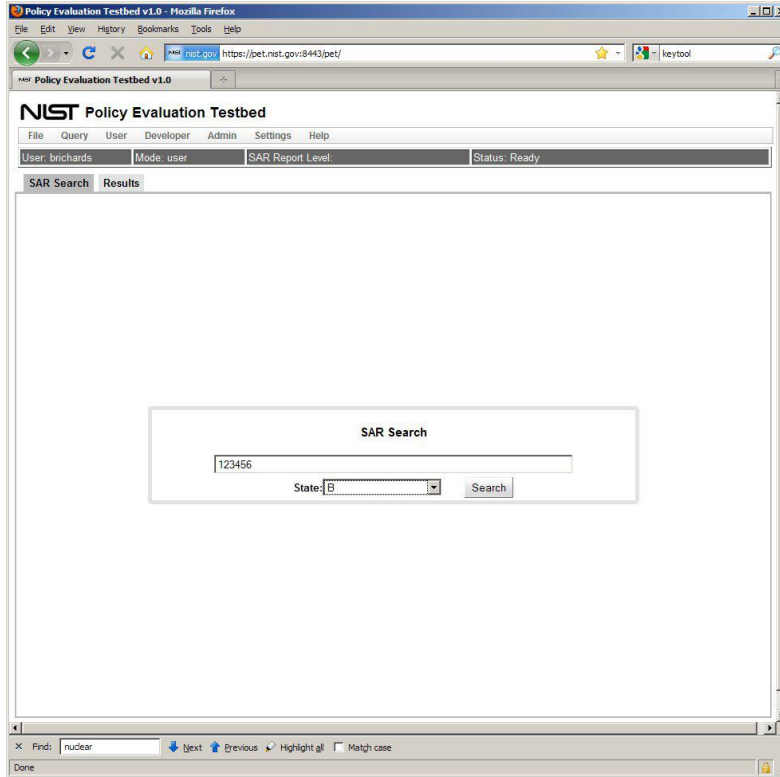 Policy Evaluation Testbed v1.0 - Mozilla Firefox
File Edit View History Bookmarks Tools Help
NIST nist.gov https://pet.nist.gov:8443/pet/ keytool
NIST Policy Evaluation Testbed v1.0
NIST Policy Evaluation Testbed
File Query User Developer Admin Settings Help
User: brichards Mode: user SAR Report Level: Status: Ready
SAR Search Results
SAR Search
123456
State: B Search
Find: nuclear Next Previous Highlight all Match case
Done